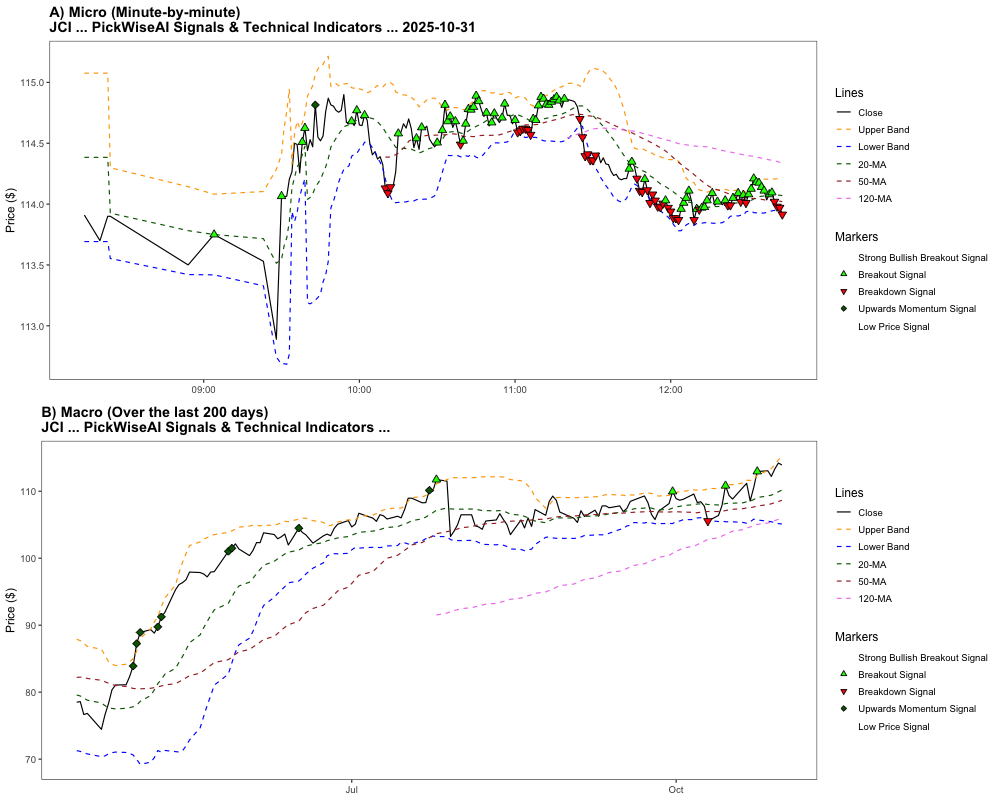 A) Micro (Minute-by-minute)
JCI ... PickWiseAI Signals & Technical Indicators ... 2025-10-31
Price ($)
115.0
114.5
114.0
113.5
113.0
09:00
10:00
11:00
12:00
Lines
Close
Upper Band
Lower Band
20-MA
50-MA
120-MA
Markers
Strong Bullish Breakout Signal
Breakout Signal
Breakdown Signal
Upwards Momentum Signal
Low Price Signal
B) Macro (Over the last 200 days)
JCI ... PickWiseAI Signals & Technical Indicators ...
Price ($)
110
100
90
80
70
Jul
Oct
Lines
Close
Upper Band
Lower Band
20-MA
50-MA
120-MA
Markers
Strong Bullish Breakout Signal
Breakout Signal
Breakdown Signal
Upwards Momentum Signal
Low Price Signal